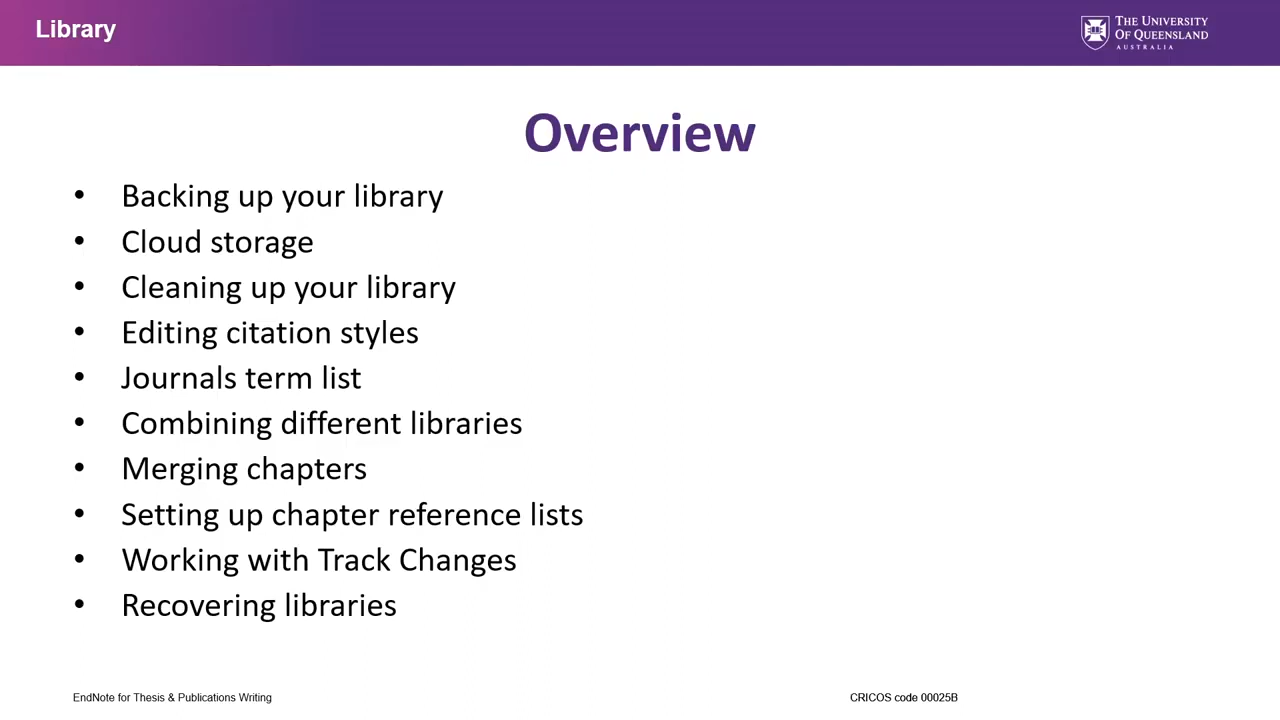 Library
THE UNIVERSITY
OF QUEENSLAND
AUSTRALIA
Overview
• Backing up your library
• Cloud storage
• Cleaning up your library
• Editing citation styles
• Journals term list
• Combining different libraries
• Merging chapters
• Setting up chapter reference lists
• Working with Track Changes
• Recovering libraries
EndNote for Thesis & Publications Writing
CRICOS code 00025B